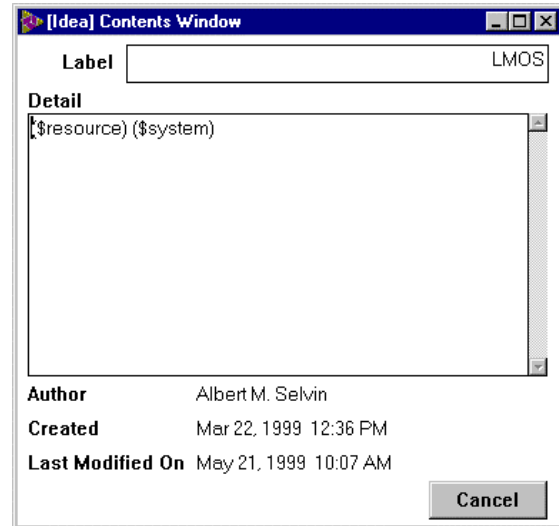 [Idea] Contents Window
Label LMOS
Detail
($resource) ($system)
Author Albert M. Selvin
Created Mar 22, 1999 12:36 PM
Last Modified On May 21, 1999 10:07 AM
Cancel